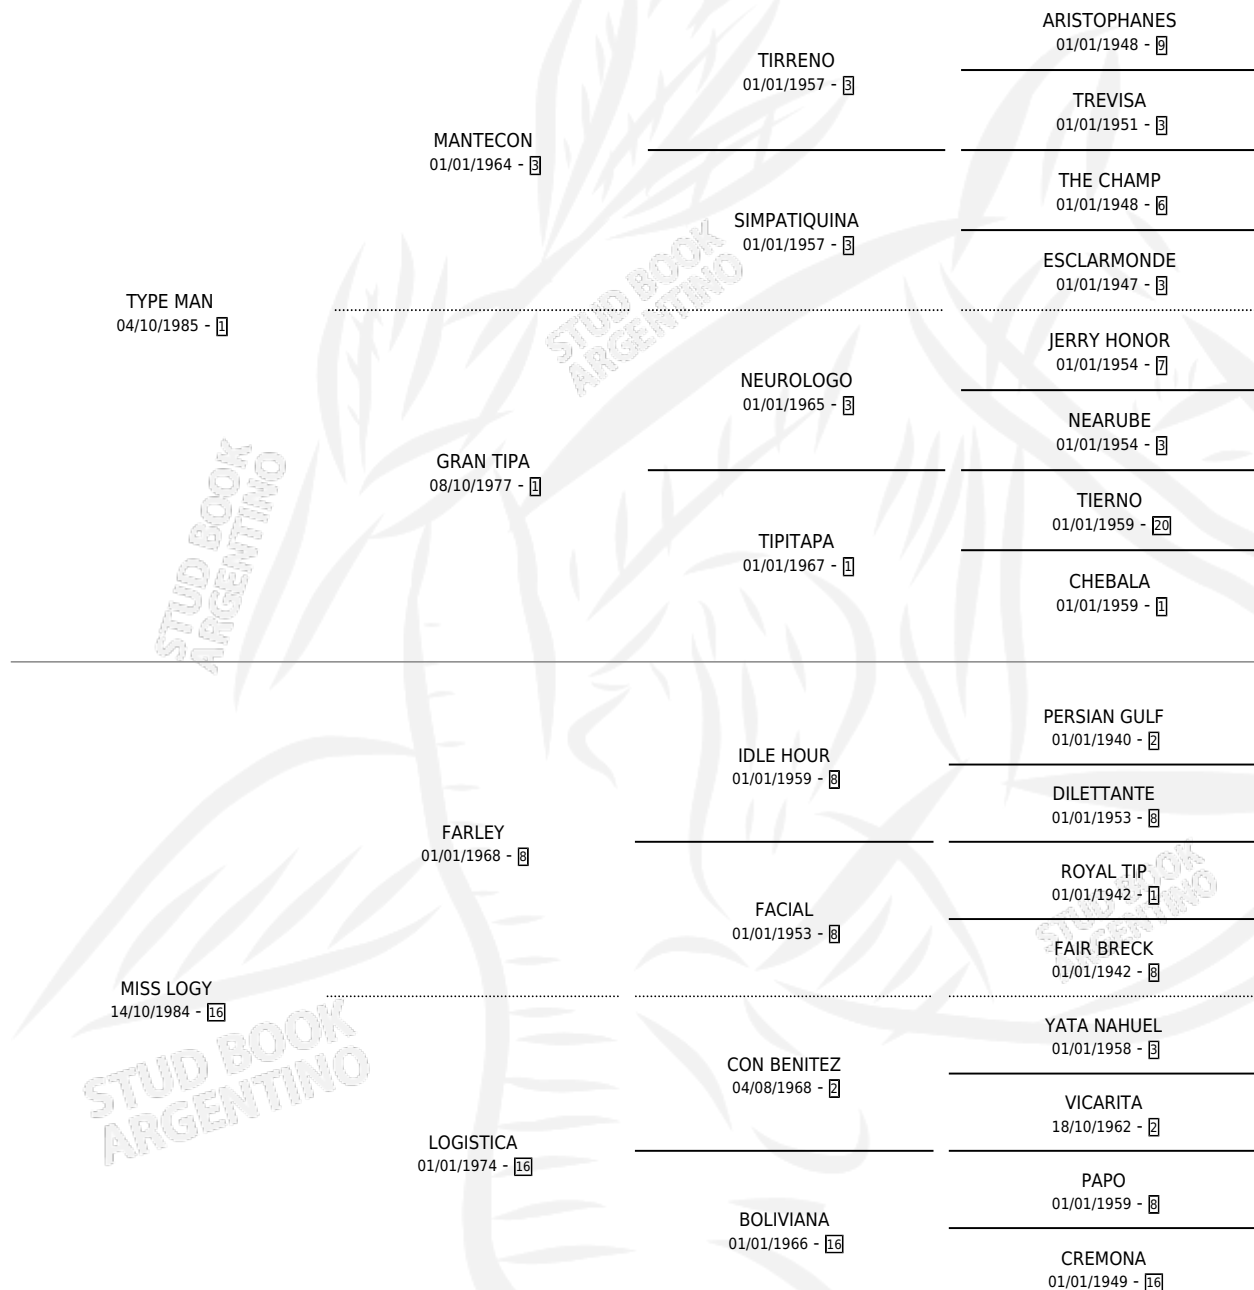 ARISTOPHANES
01/01/1948 - 9
TIRRENO
01/01/1957 - 3
TREVISA
01/01/1951 - 3
MANTECON
01/01/1964 - 3
THE CHAMP
01/01/1948 - 6
SIMPATIQUINA
01/01/1957 - 3
ESCLARMONDE
01/01/1947 - 3
TYPE MAN
04/10/1985 - 1
JERRY HONOR
01/01/1954 - 7
NEUROLOGO
01/01/1965 - 3
NEARUBE
01/01/1954 - 3
GRAN TIPA
08/10/1977 - 1
TIERNO
01/01/1959 - 20
TIPITAPA
01/01/1967 - 1
CHEBALA
01/01/1959 - 1
PERSIAN GULF
01/01/1940 - 2
IDLE HOUR
01/01/1959 - 8
DILETTANTE
01/01/1953 - 8
FARLEY
01/01/1968 - 8
ROYAL TIP
01/01/1942 - 1
FACIAL
01/01/1953 - 8
FAIR BRECK
01/01/1942 - 8
MISS LOGY
14/10/1984 - 16
YATA NAHUEL
01/01/1958 - 3
CON BENITEZ
04/08/1968 - 2
VICARITA
18/10/1962 - 2
LOGISTICA
01/01/1974 - 16
PAPO
01/01/1959 - 8
BOLIVIANA
01/01/1966 - 16
CREMONA
01/01/1949 - 16
STUD BOOK
ARGENTINO
STUD BOOK
ARGENTINO
STUD BOOK
ARGENTINO
STUD BOOK
ARGENTINO